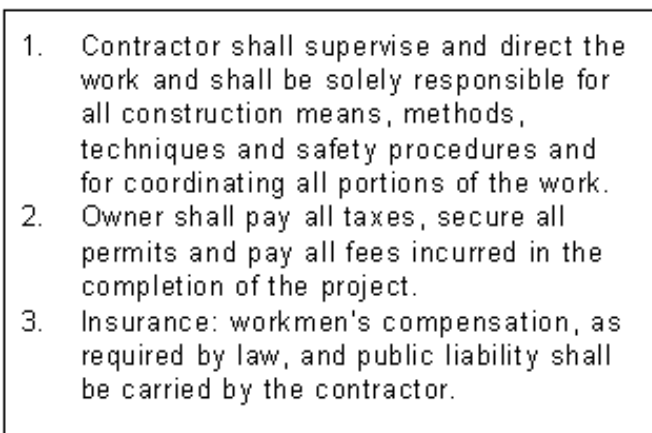 1. Contractor shall supervise and direct the
work and shall be solely responsible for
all construction means, methods,
techniques and safety procedures and
for coordinating all portions of the work.
2. Owner shall pay all taxes, secure all
permits and pay all fees incurred in the
completion of the project.
3. Insurance: workmen's compensation, as
required by law, and public liability shall
be carried by the contractor.